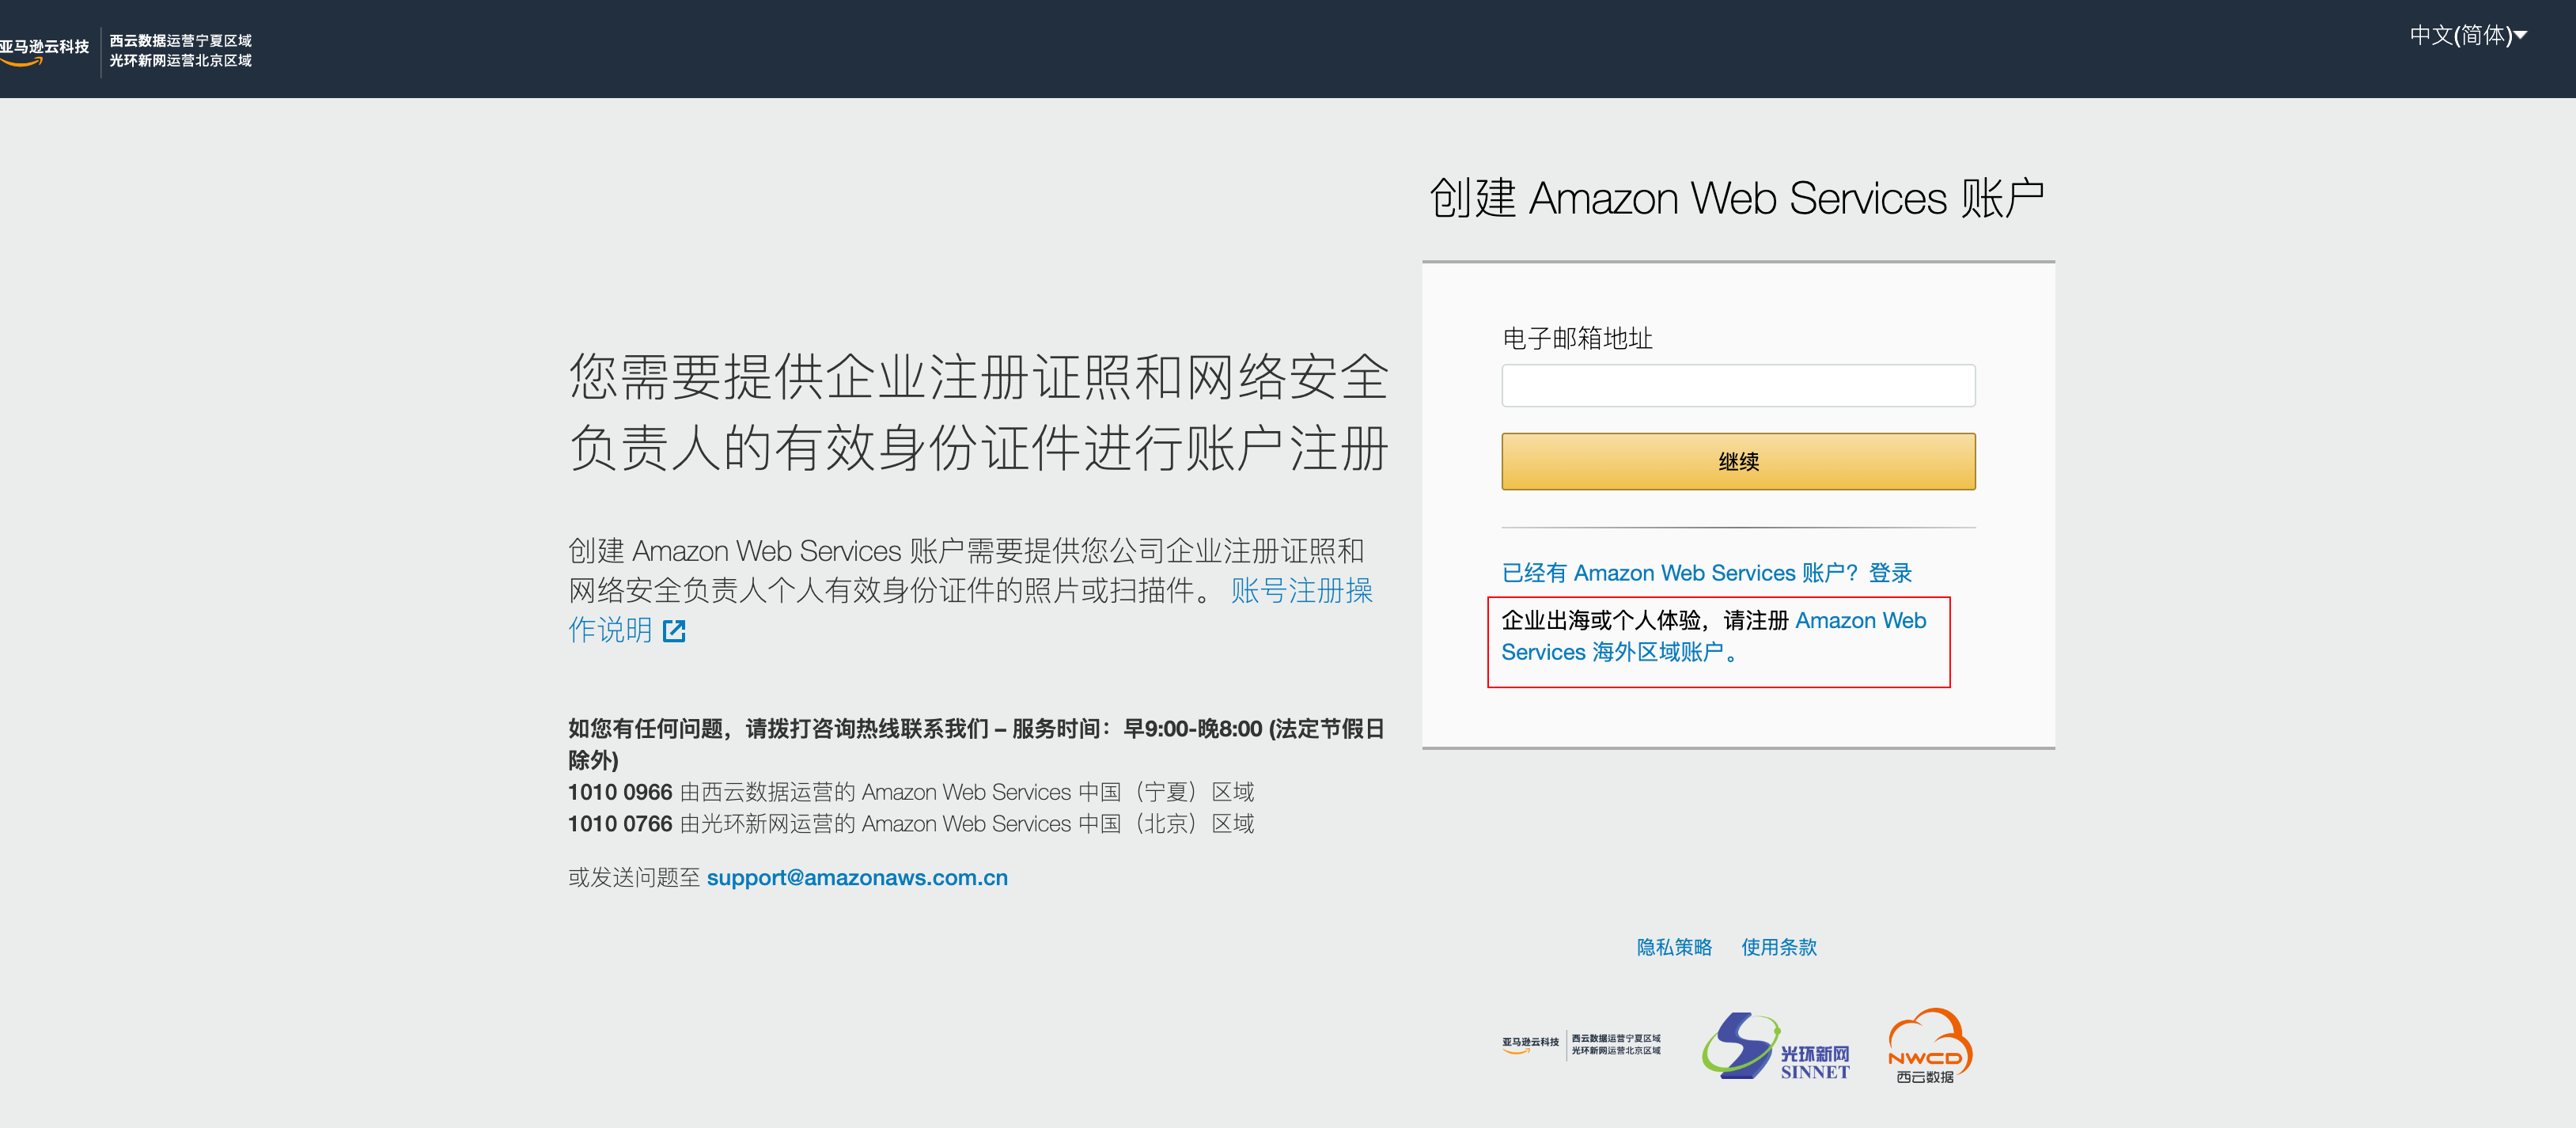 亚马逊云科技
西云数据运营宁夏区域
光环新网运营北京区域
中文(简体)
创建 Amazon Web Services 账户
您需要提供企业注册证照和网络安全
负责人的有效身份证件进行账户注册
创建 Amazon Web Services 账户需要提供您公司企业注册证照和
网络安全负责人个人有效身份证件的照片或扫描件。 账号注册操
作说明
如您有任何问题，请拨打咨询热线联系我们 – 服务时间：早9:00-晚8:00 (法定节假日
除外)
1010 0966 由西云数据运营的 Amazon Web Services 中国（宁夏）区域
1010 0766 由光环新网运营的 Amazon Web Services 中国（北京）区域
或发送问题至 support@amazonaws.com.cn
电子邮箱地址
继续
已经有 Amazon Web Services 账户？登录
企业出海或个人体验，请注册 Amazon Web
Services 海外区域账户。
隐私策略 使用条款
亚马逊云科技
西云数据运营宁夏区域
光环新网运营北京区域
光环新网
SINNET
NWCD
西云数据